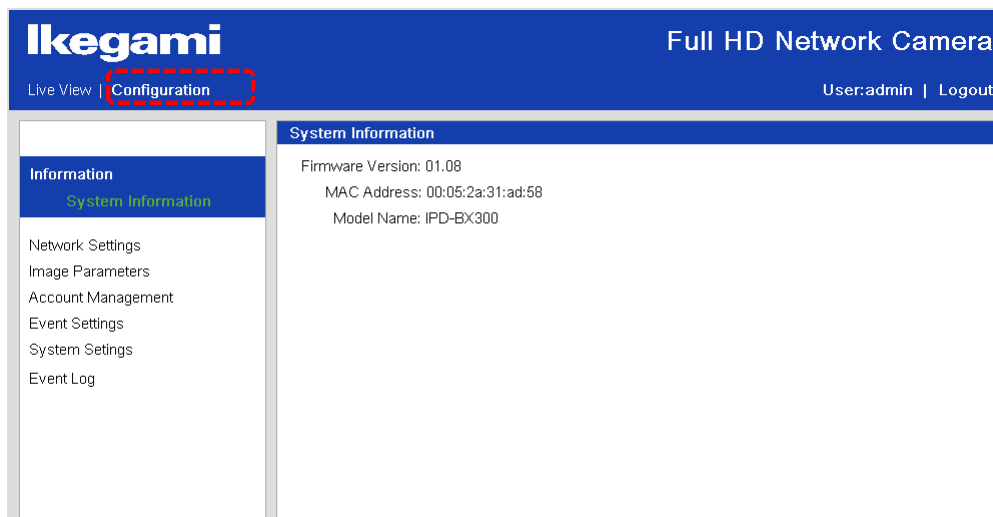 Ikegami
Full HD Network Camera
Live View | Configuration
User:admin | Logout
System Information
Information
System Information
Firmware Version: 01.08
MAC Address: 00:05:2a:31:ad:58
Model Name: IPD-BX300
Network Settings
Image Parameters
Account Management
Event Settings
System Setings
Event Log